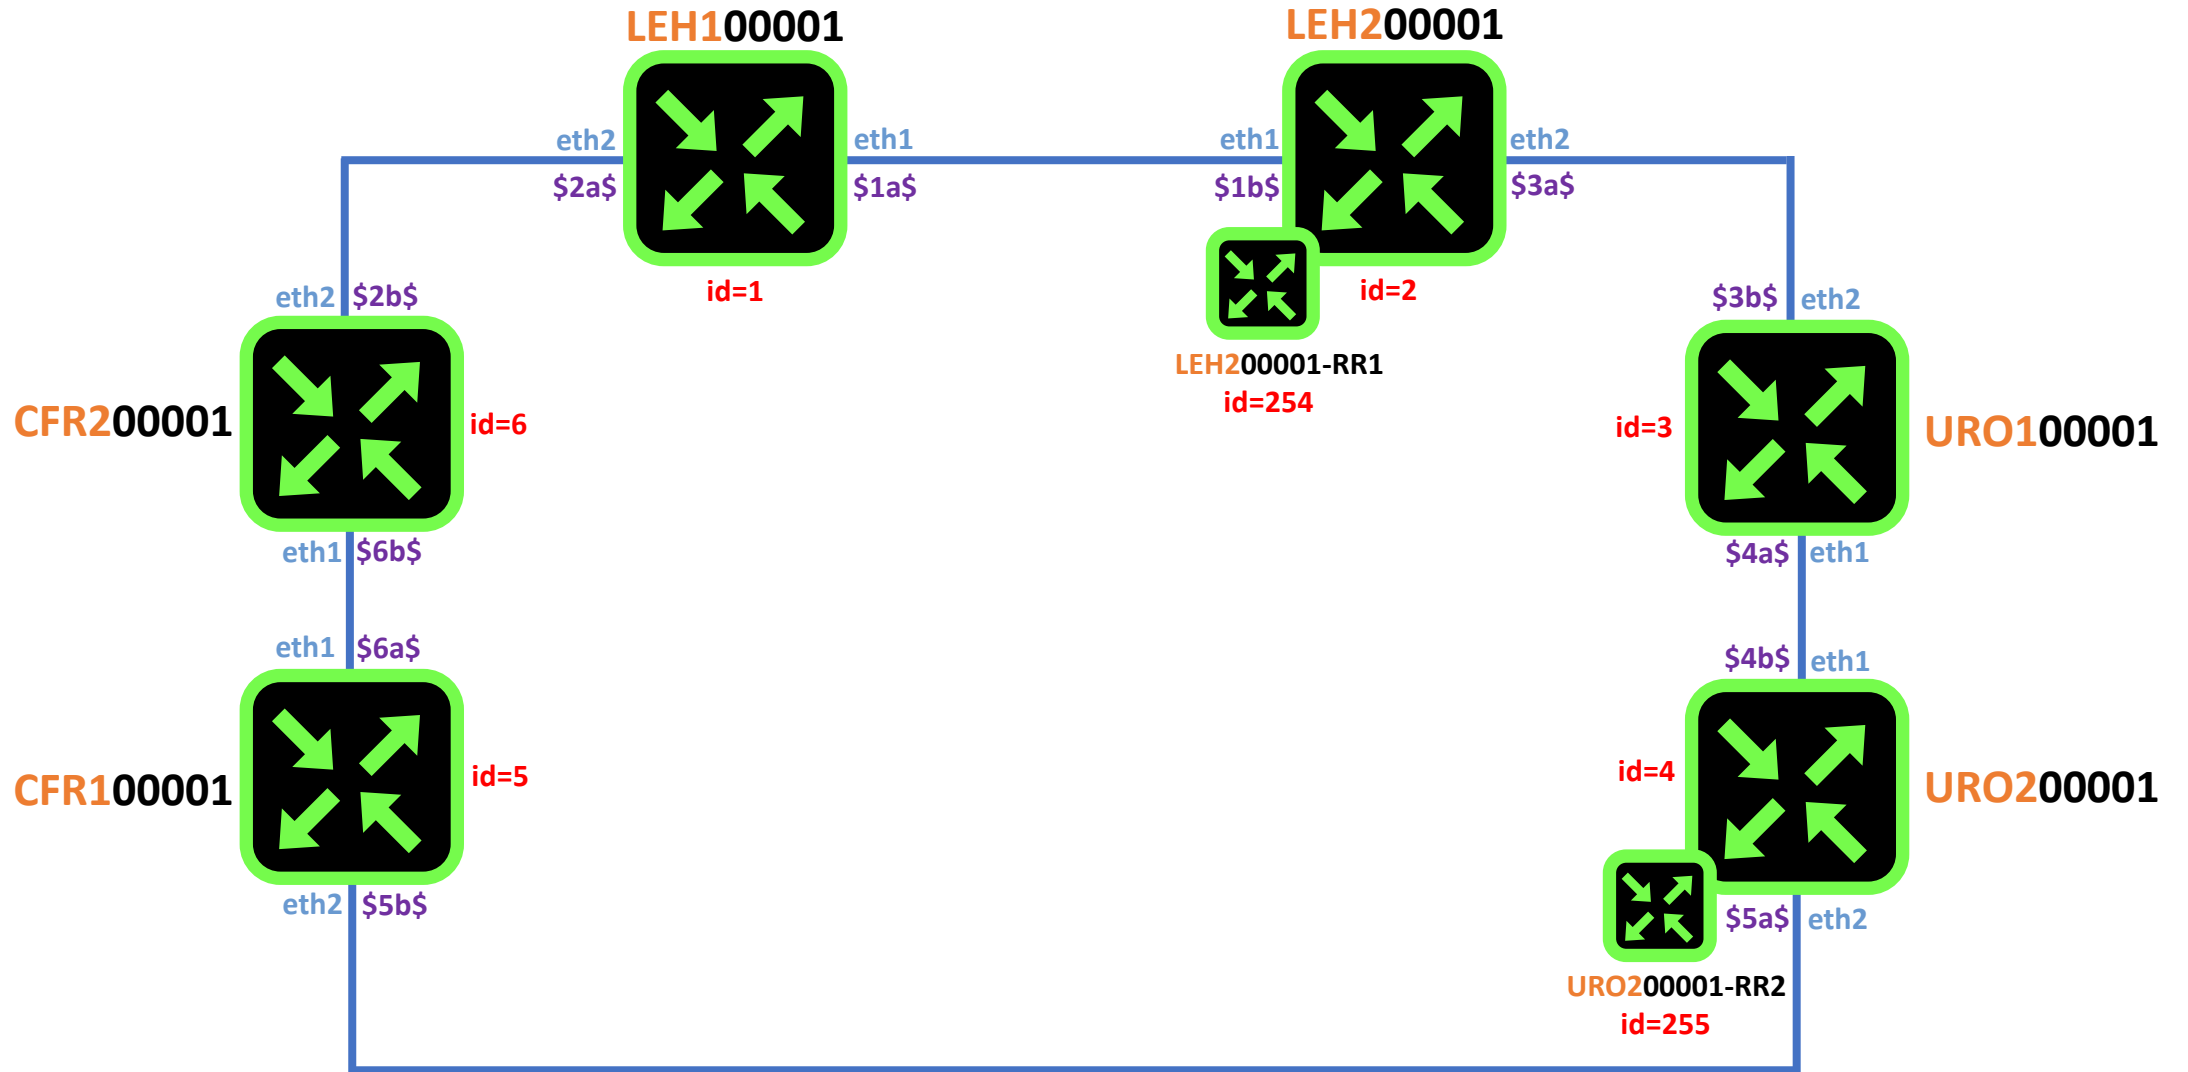 LEH100001
LEH200001
eth2
eth1
eth1
eth2
$2a$
$1a$
$1b$
$3a$
id=1
id=2
eth2
$2b$
$3b$
eth2
LEH200001-RR1
id=254
CFR200001
id=6
id=3
URO100001
eth1
$6b$
$4a$
eth1
eth1
$6a$
$4b$
eth1
CFR100001
id=5
id=4
URO200001
eth2
$5b$
$5a$
eth2
URO200001-RR2
id=255